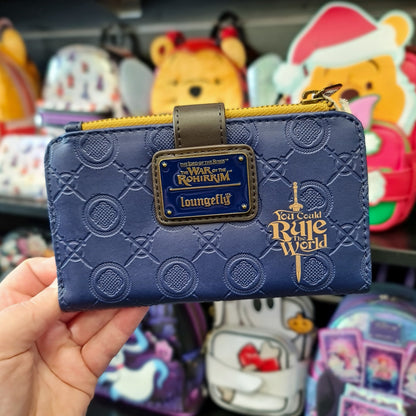 THE LORD OF THE RINGS
THE WAR OF THE
ROHIRRIM
Loungefly
You Could
Rule the
World